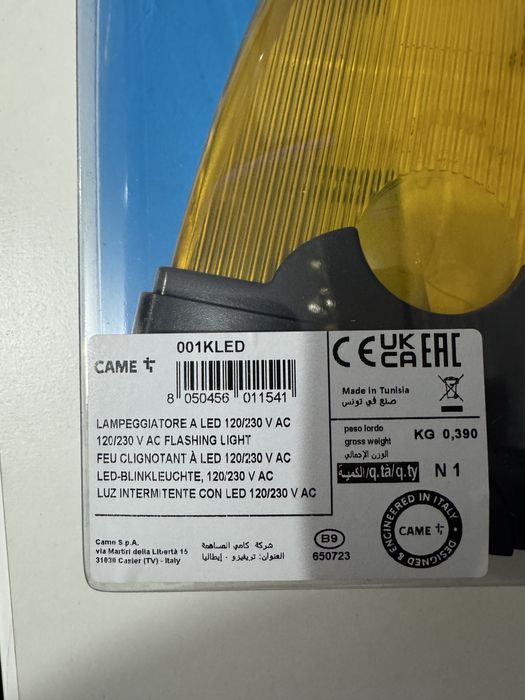 001KLED
CAME
8 050456 011541
LAMPEGGIATORE A LED 120/230 V AC
120/230 V AC FLASHING LIGHT
FEU CLIGNOTANT À LED 120/230 V AC
LED-BLINKLEUCHTE, 120/230 V AC
LUZ INTERMITENTE CON LED 120/230 V AC
Came S.p.A.
via Martiri della Libertà 15
31030 Casier (TV) - Italy
شركة كامي المساهمة
العنوان: تريفيزو - إيطاليا
CE UKCA EAC
Made in Tunisia
صنع في تونس
peso lordo
gross weight
الوزن الإجمالي
KG 0,390
الكمية/q.tà/q.ty N 1
B9
650723
DESIGNED & ENGINEERED IN ITALY
CAME